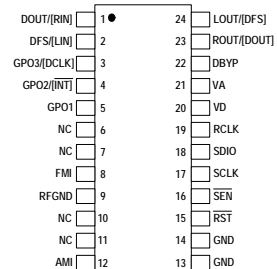 DOUT/[RIN] 1 24 LOUT/[DFS]
DFS/[LIN] 2 23 ROUT/[DOUT]
GPO3/[DCLK] 3 22 DBYP
GPO2/[INT] 4 21 VA
GPO1 5 20 VD
NC 6 19 RCLK
NC 7 18 SDIO
FMI 8 17 SCLK
RFGND 9 16 SEN
NC 10 15 RST
NC 11 14 GND
AMI 12 13 GND